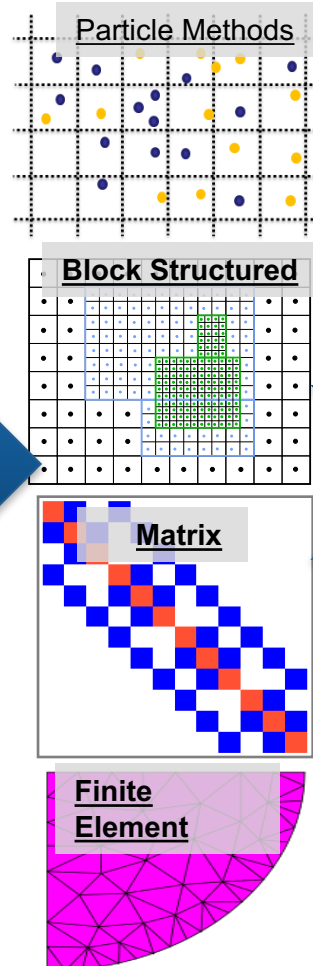 Particle Methods
Block Structured
Matrix
Finite
Element